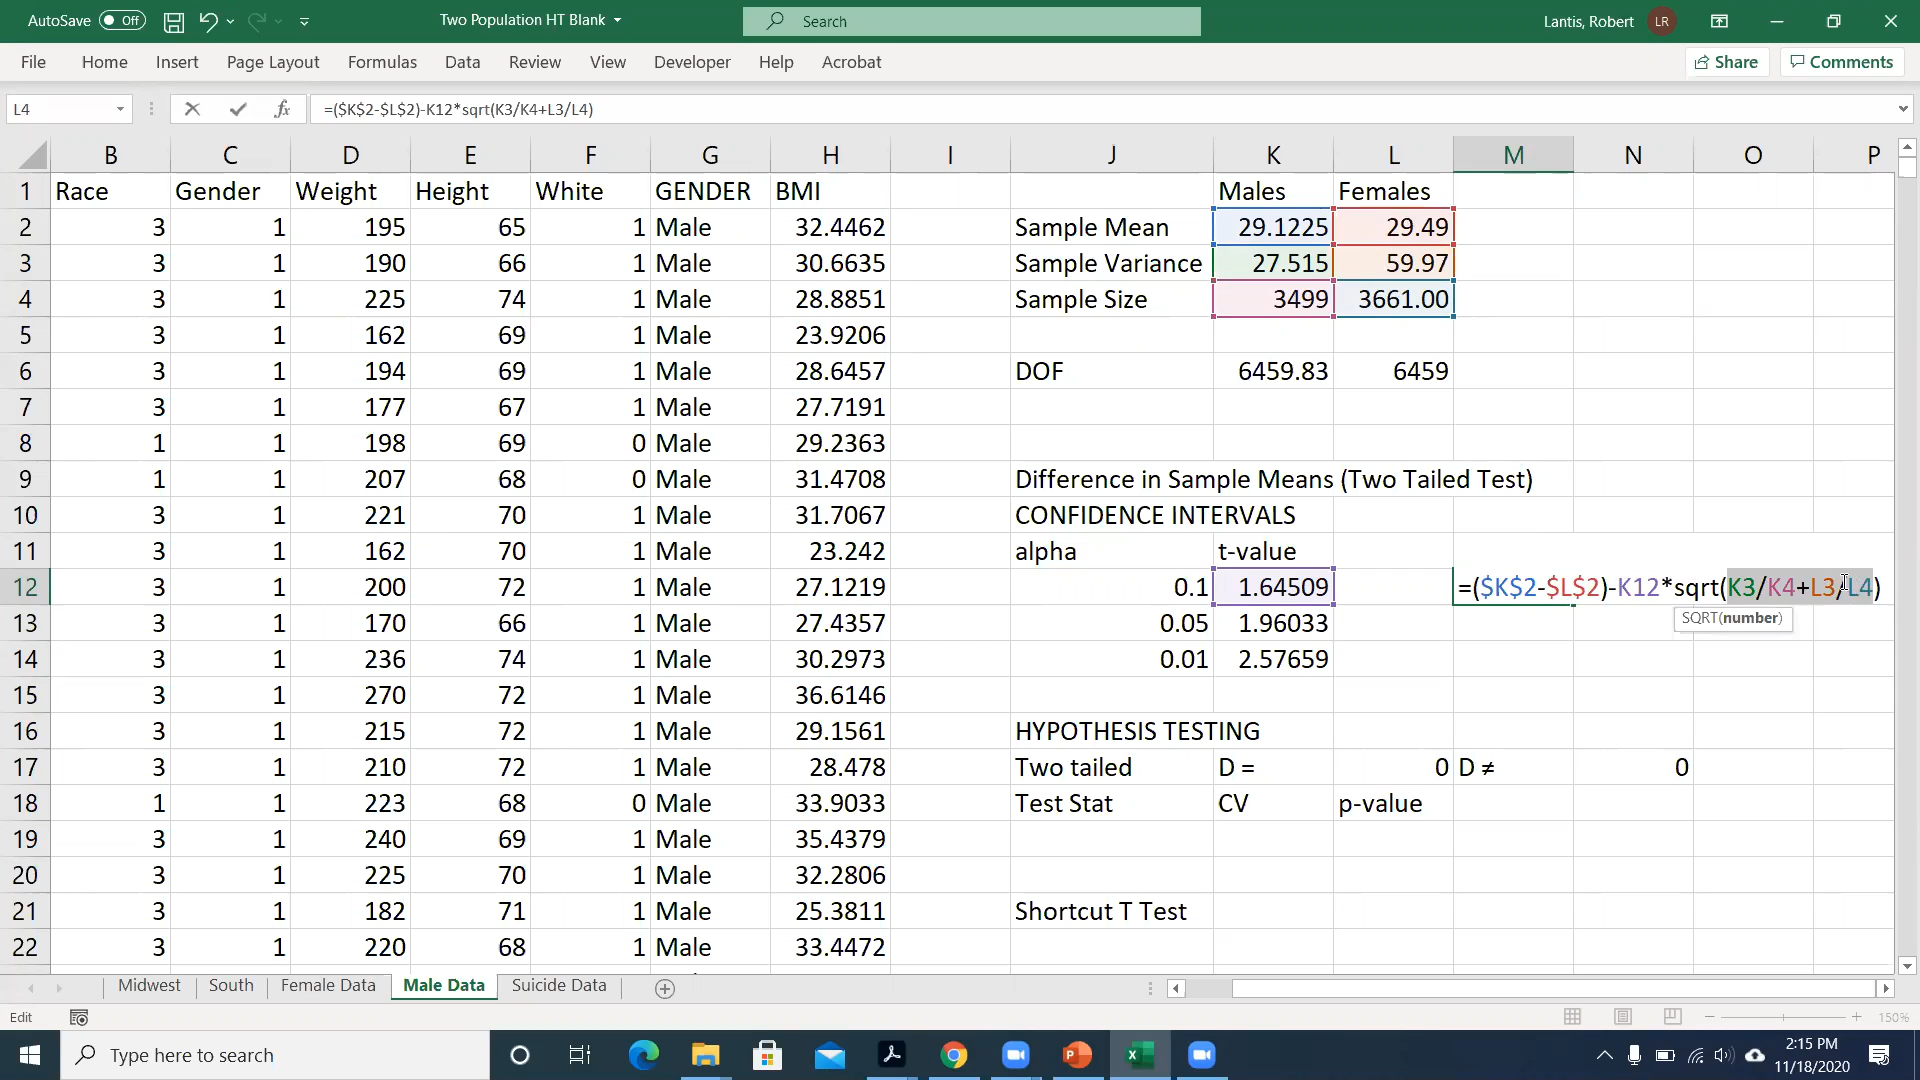 AutoSave Off Two Population HT Blank Search Lantis, Robert LR
File Home Insert Page Layout Formulas Data Review View Developer Help Acrobat Share Comments
L4 fx =($K$2-$L$2)-K12*sqrt(K3/K4+L3/L4)
B C D E F G H I J K L M N O P
1 Race Gender Weight Height White GENDER BMI Males Females
2 3 1 195 65 1 Male 32.4462 Sample Mean 29.1225 29.49
3 3 1 190 66 1 Male 30.6635 Sample Variance 27.515 59.97
4 3 1 225 74 1 Male 28.8851 Sample Size 3499 3661.00
5 3 1 162 69 1 Male 23.9206
6 3 1 194 69 1 Male 28.6457 DOF 6459.83 6459
7 3 1 177 67 1 Male 27.7191
8 1 1 198 69 0 Male 29.2363
9 1 1 207 68 0 Male 31.4708 Difference in Sample Means (Two Tailed Test)
10 3 1 221 70 1 Male 31.7067 CONFIDENCE INTERVALS
11 3 1 162 70 1 Male 23.242 alpha t-value
12 3 1 200 72 1 Male 27.1219 0.1 1.64509 =($K$2-$L$2)-K12*sqrt(K3/K4+L3/L4)
13 3 1 170 66 1 Male 27.4357 0.05 1.96033 SQRT(number)
14 3 1 236 74 1 Male 30.2973 0.01 2.57659
15 3 1 270 72 1 Male 36.6146
16 3 1 215 72 1 Male 29.1561 HYPOTHESIS TESTING
17 3 1 210 72 1 Male 28.478 Two tailed D = 0 D ≠ 0
18 1 1 223 68 0 Male 33.9033 Test Stat CV p-value
19 3 1 240 69 1 Male 35.4379
20 3 1 225 70 1 Male 32.2806
21 3 1 182 71 1 Male 25.3811 Shortcut T Test
22 3 1 220 68 1 Male 33.4472
Midwest South Female Data Male Data Suicide Data
Edit 150%
Type here to search 2:15 PM
11/18/2020